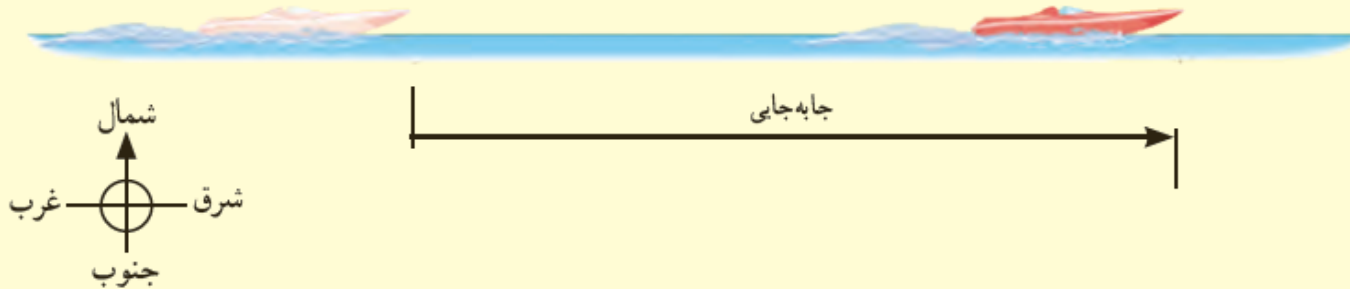 جابه‌جایی
شمال
غرب
شرق
جنوب